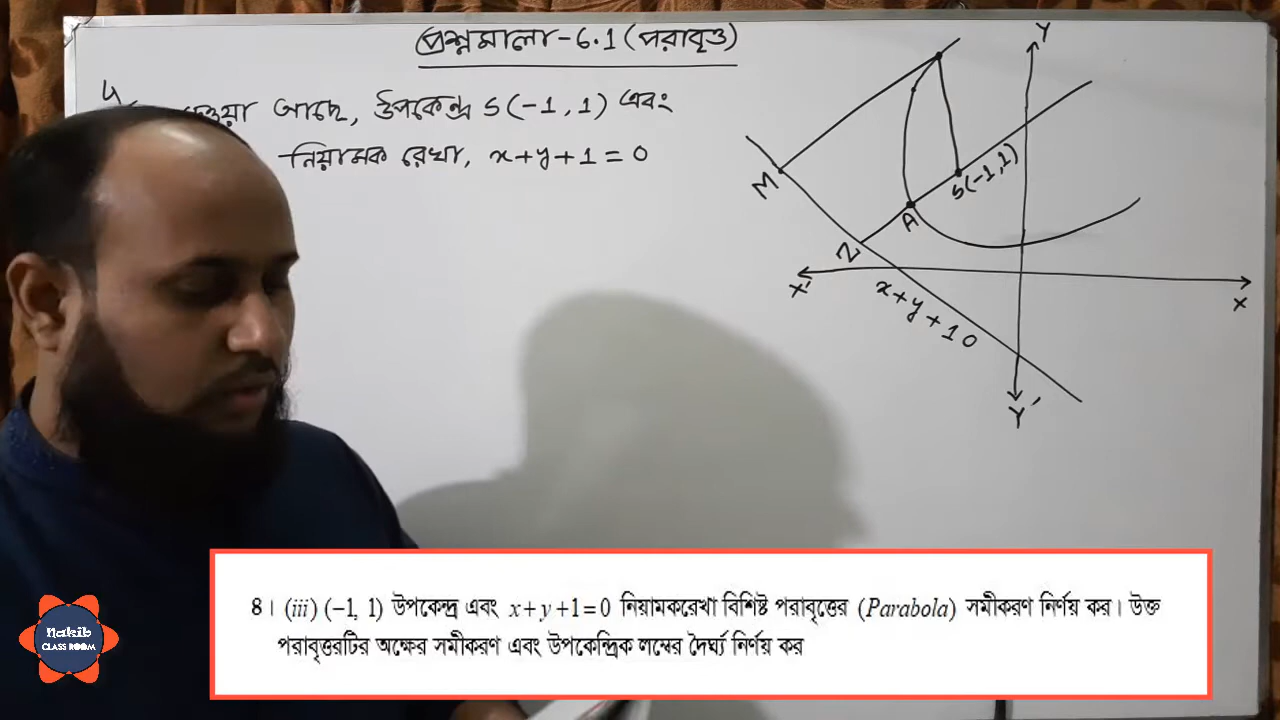 প্রশ্নমালা-6.1 (পরাবৃত্ত)
আছে, উপকেন্দ্র S(-1, 1) এবং
নিয়ামক রেখা, x+y+1=0
Y
M
S(-1,1)
A
Z
X'
X
x+y+1 0
Y'
8। (iii) (−1, 1) উপকেন্দ্র এবং x+y+1=0 নিয়ামকরেখা বিশিষ্ট পরাবৃত্তের (Parabola) সমীকরণ নির্ণয় কর। উক্ত
পরাবৃত্তরটির অক্ষের সমীকরণ এবং উপকেন্দ্রিক লম্বের দৈর্ঘ্য নির্ণয় কর
Nakib
CLASS ROOM